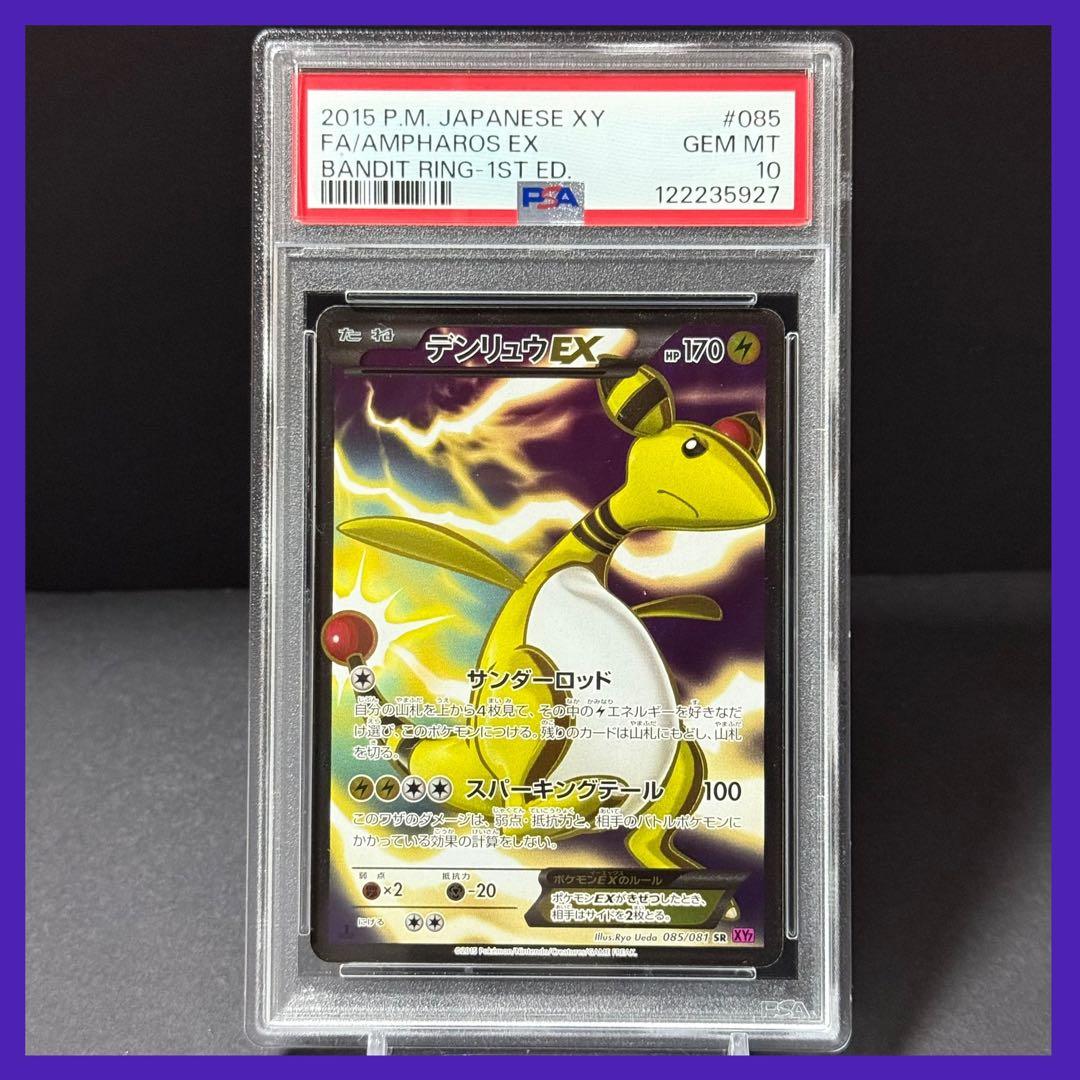 2015 P.M. JAPANESE XY #085
FA/AMPHAROS EX GEM MT
BANDIT RING-1ST ED. 10
PSA 122235927
たね デンリュウEX HP170
サンダーロッド
自分の山札を上から4枚見て、その中のエネルギーを好きなだ
け選び、このポケモンにつける。残りのカードは山札にもどし、山札
を切る。
スパーキングテール 100
このワザのダメージは、弱点・抵抗力と、相手のバトルポケモンに
かかっている効果の計算をしない。
弱点 抵抗力
×2 -20
にげる
ポケモンEXのルール
ポケモンEXがきぜつしたとき、
相手はサイドを2枚とる。
Illus.Ryo Ueda 085/081 SR XY7
©2015 Pokémon/Nintendo/Creatures/GAME FREAK.
PSA